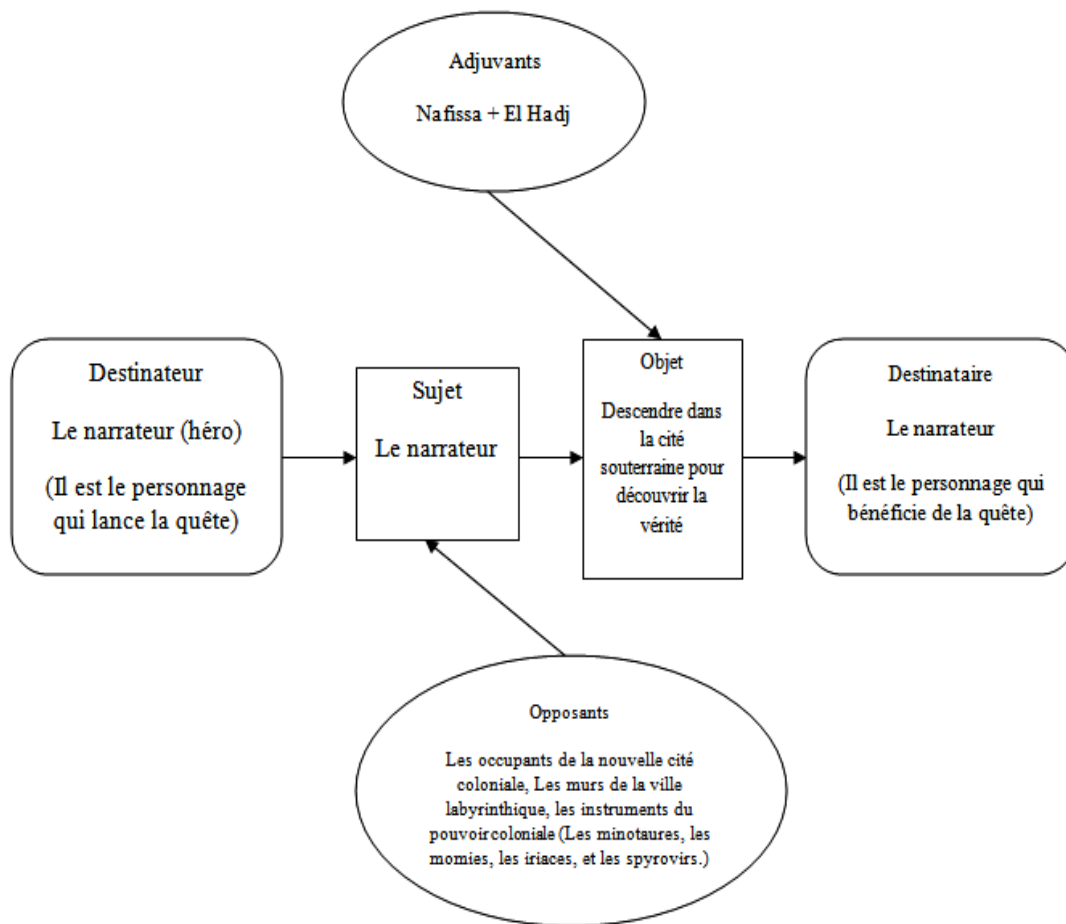 Adjuvants
Nafissa + El Hadj
Destinateur
Le narrateur (héro)
(Il est le personnage
qui lance la quête)
Sujet
Le narrateur
Objet
Descendre dans
la cité
souterraine pour
découvrir la
vérité
Destinataire
Le narrateur
(Il est le personnage qui
bénéficie de la quête)
Opposants
Les occupants de la nouvelle cité
coloniale, Les murs de la ville
labyrinthique, les instruments du
pouvoir coloniale (Les minotaures, les
momies, les iriaces, et les spyrovirs.)